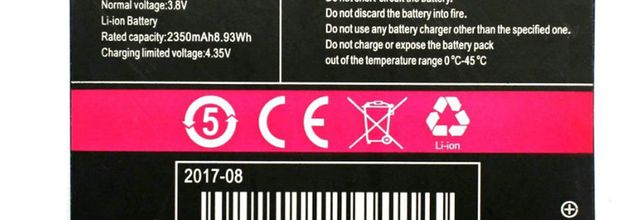 Normal voltage:3.8V
Li-ion Battery
Rated capacity:2350mAh8.93Wh
Charging limited voltage:4.35V
Do not discard the battery into fire.
Do not use any battery charger other than the specified one.
Do not charge or expose the battery pack
out of the temperature range 0 °C-45 °C
5
CE
Li-ion
2017-08